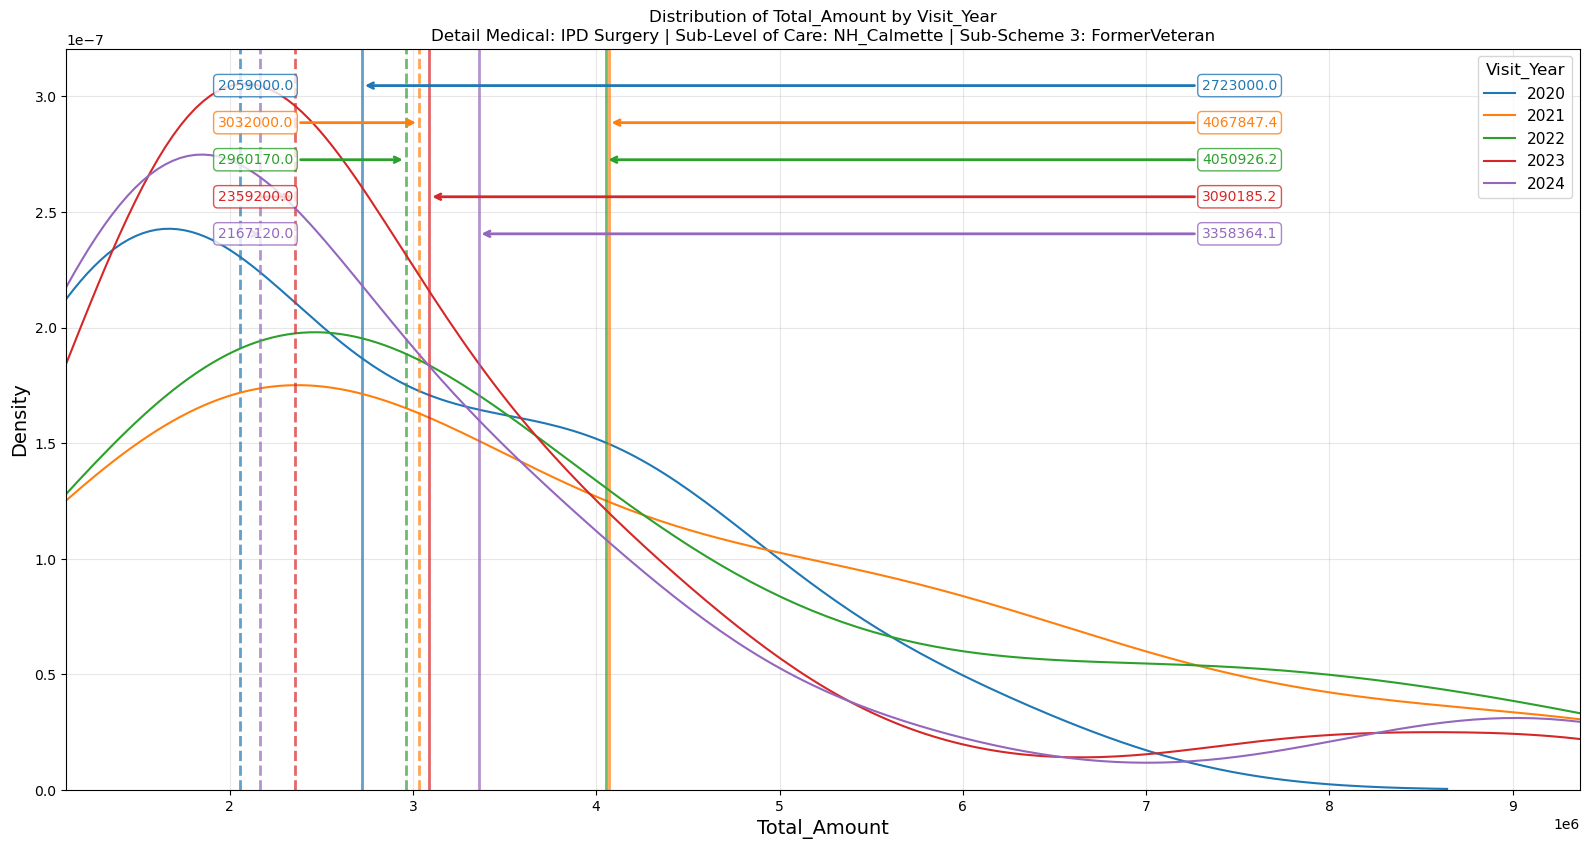 Distribution of Total_Amount by Visit_Year
Detail Medical: IPD Surgery | Sub-Level of Care: NH_Calmette | Sub-Scheme 3: FormerVeteran
1e−7
Visit_Year
2020
2021
2022
2023
2024
2059000.0
2723000.0
3032000.0
4067847.4
2960170.0
4050926.2
2359200.0
3090185.2
2167120.0
3358364.1
Density
3.0
2.5
2.0
1.5
1.0
0.5
0.0
2 3 4 5 6 7 8 9
1e6
Total_Amount